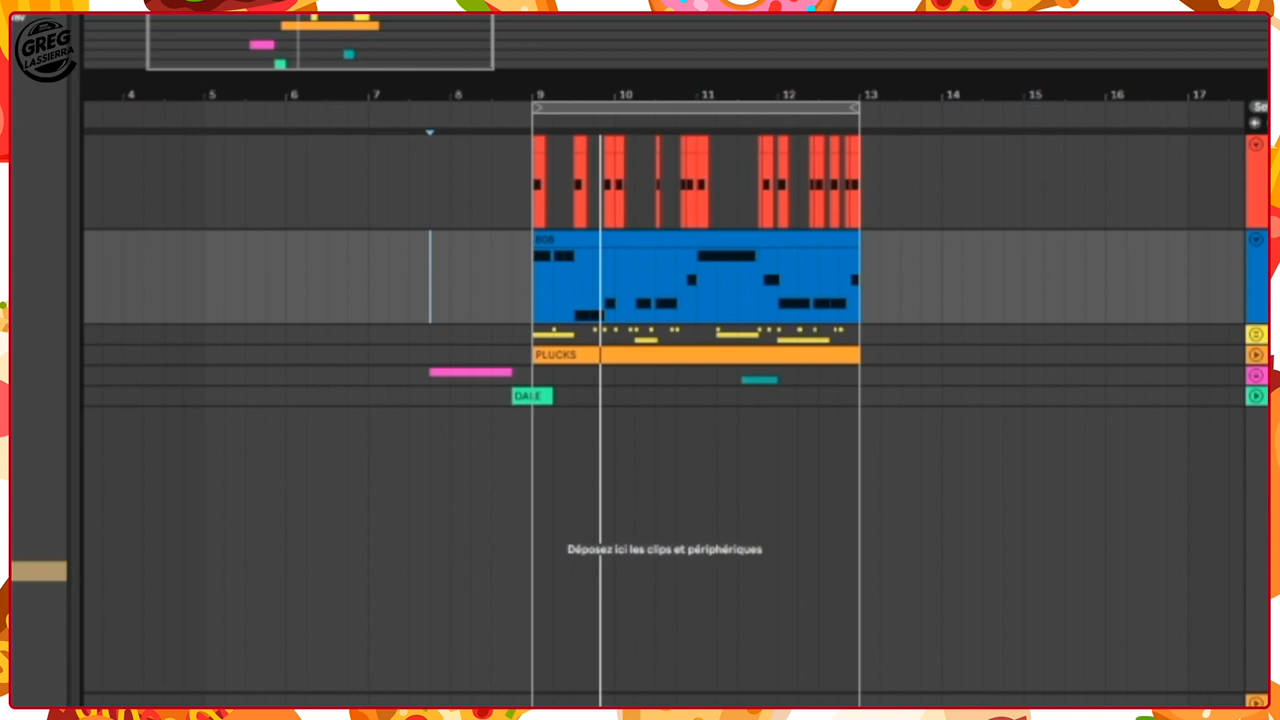 GREG
LASSIERRA
4 5 6 7 8 9 10 11 12 13 14 15 16 17
808
PLUCKS
DALE
Déposez ici les clips et périphériques